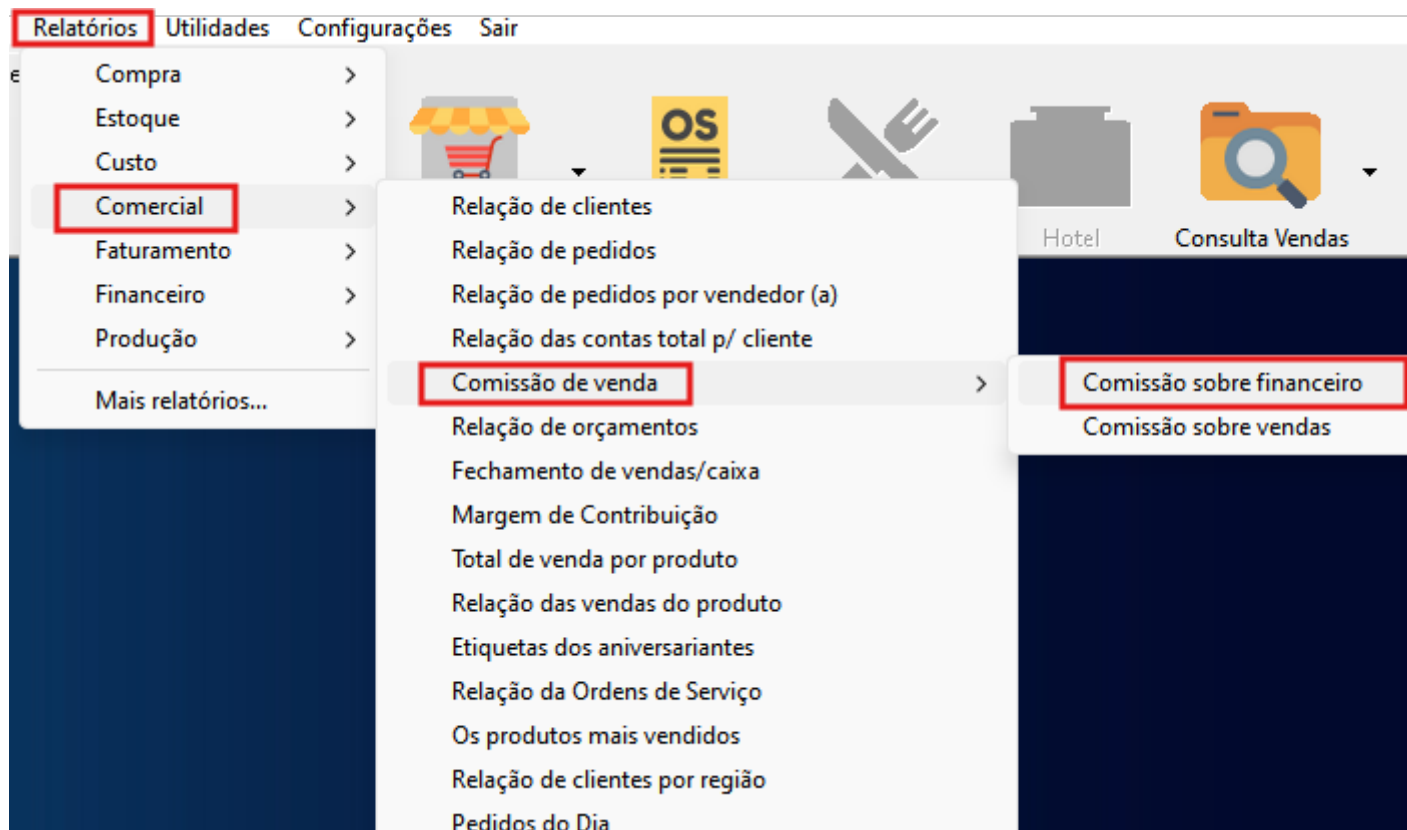 Relatórios Utilidades Configurações Sair
Compra
Estoque
Custo
Comercial
Faturamento
Financeiro
Produção
Mais relatórios...
OS
Hotel
Consulta Vendas
Relação de clientes
Relação de pedidos
Relação de pedidos por vendedor (a)
Relação das contas total p/ cliente
Comissão de venda
Relação de orçamentos
Fechamento de vendas/caixa
Margem de Contribuição
Total de venda por produto
Relação das vendas do produto
Etiquetas dos aniversariantes
Relação da Ordens de Serviço
Os produtos mais vendidos
Relação de clientes por região
Pedidos do Dia
Comissão sobre financeiro
Comissão sobre vendas